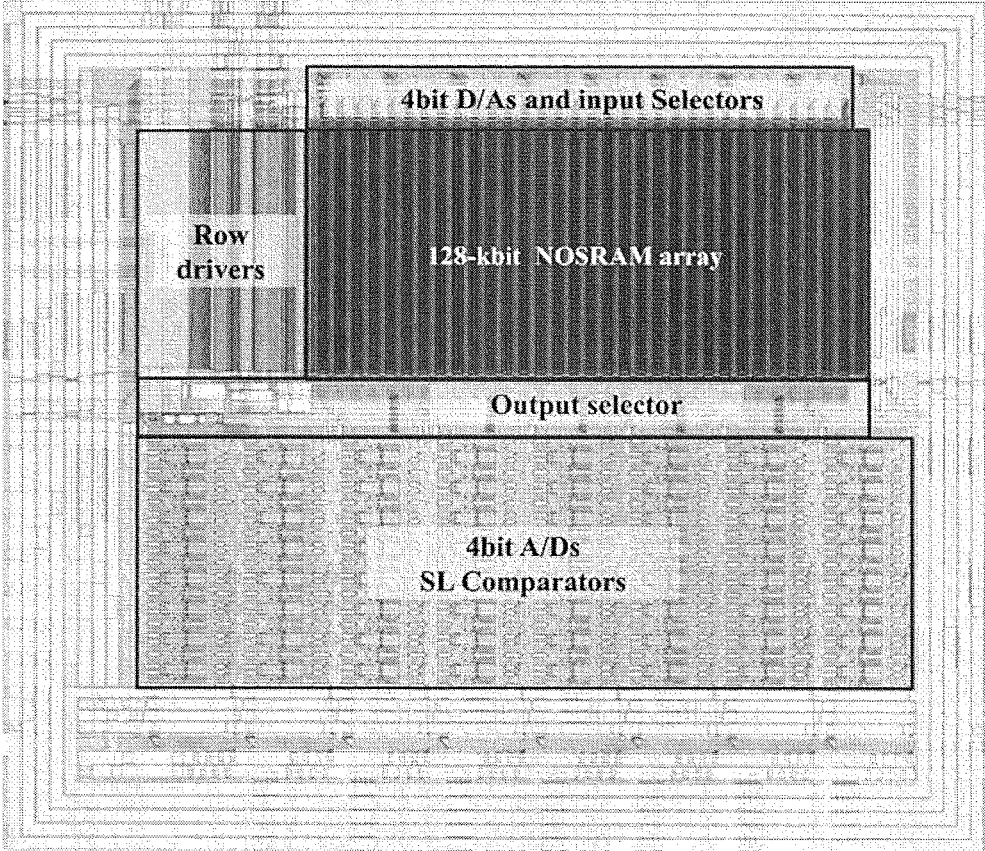 4bit D/As and input Selectors
Row
drivers
128-kbit NOSRAM array
Output selector
4bit A/Ds
SL Comparators